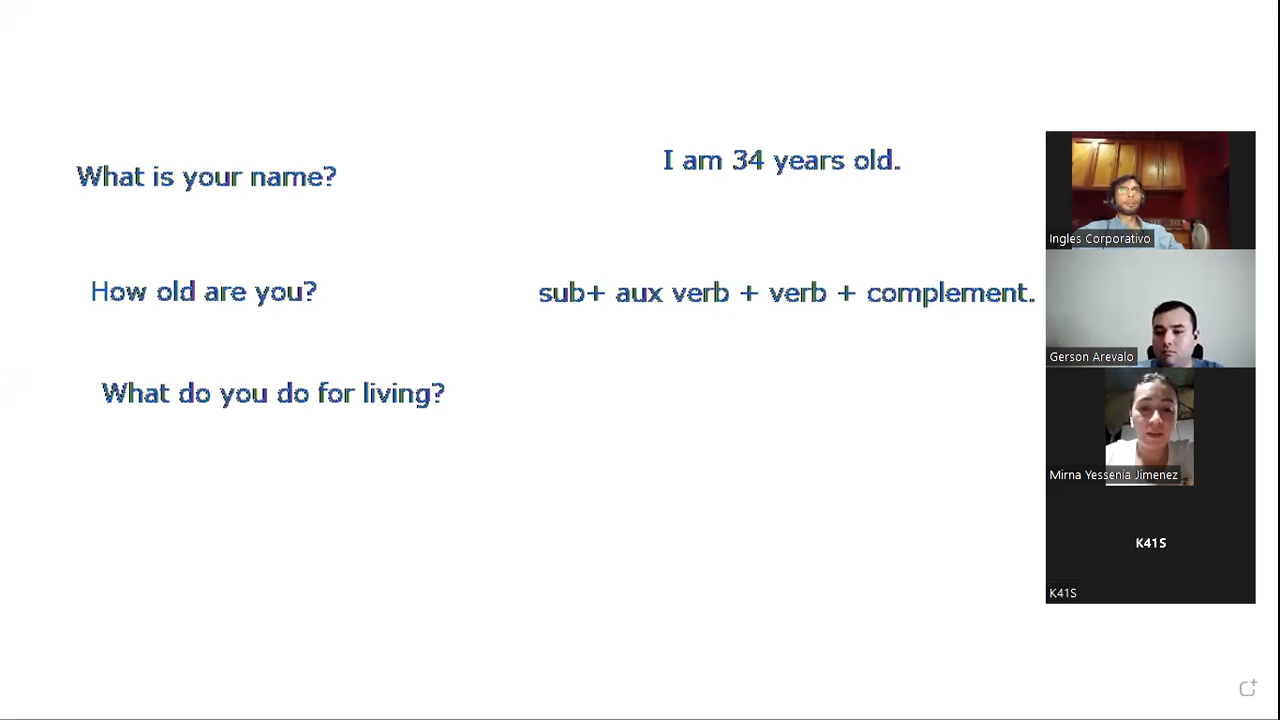 What is your name?
I am 34 years old.
How old are you?
sub+ aux verb + verb + complement.
What do you do for living?
Ingles Corporativo
Gerson Arevalo
Mirna Yessenia Jimenez
K41S
K41S